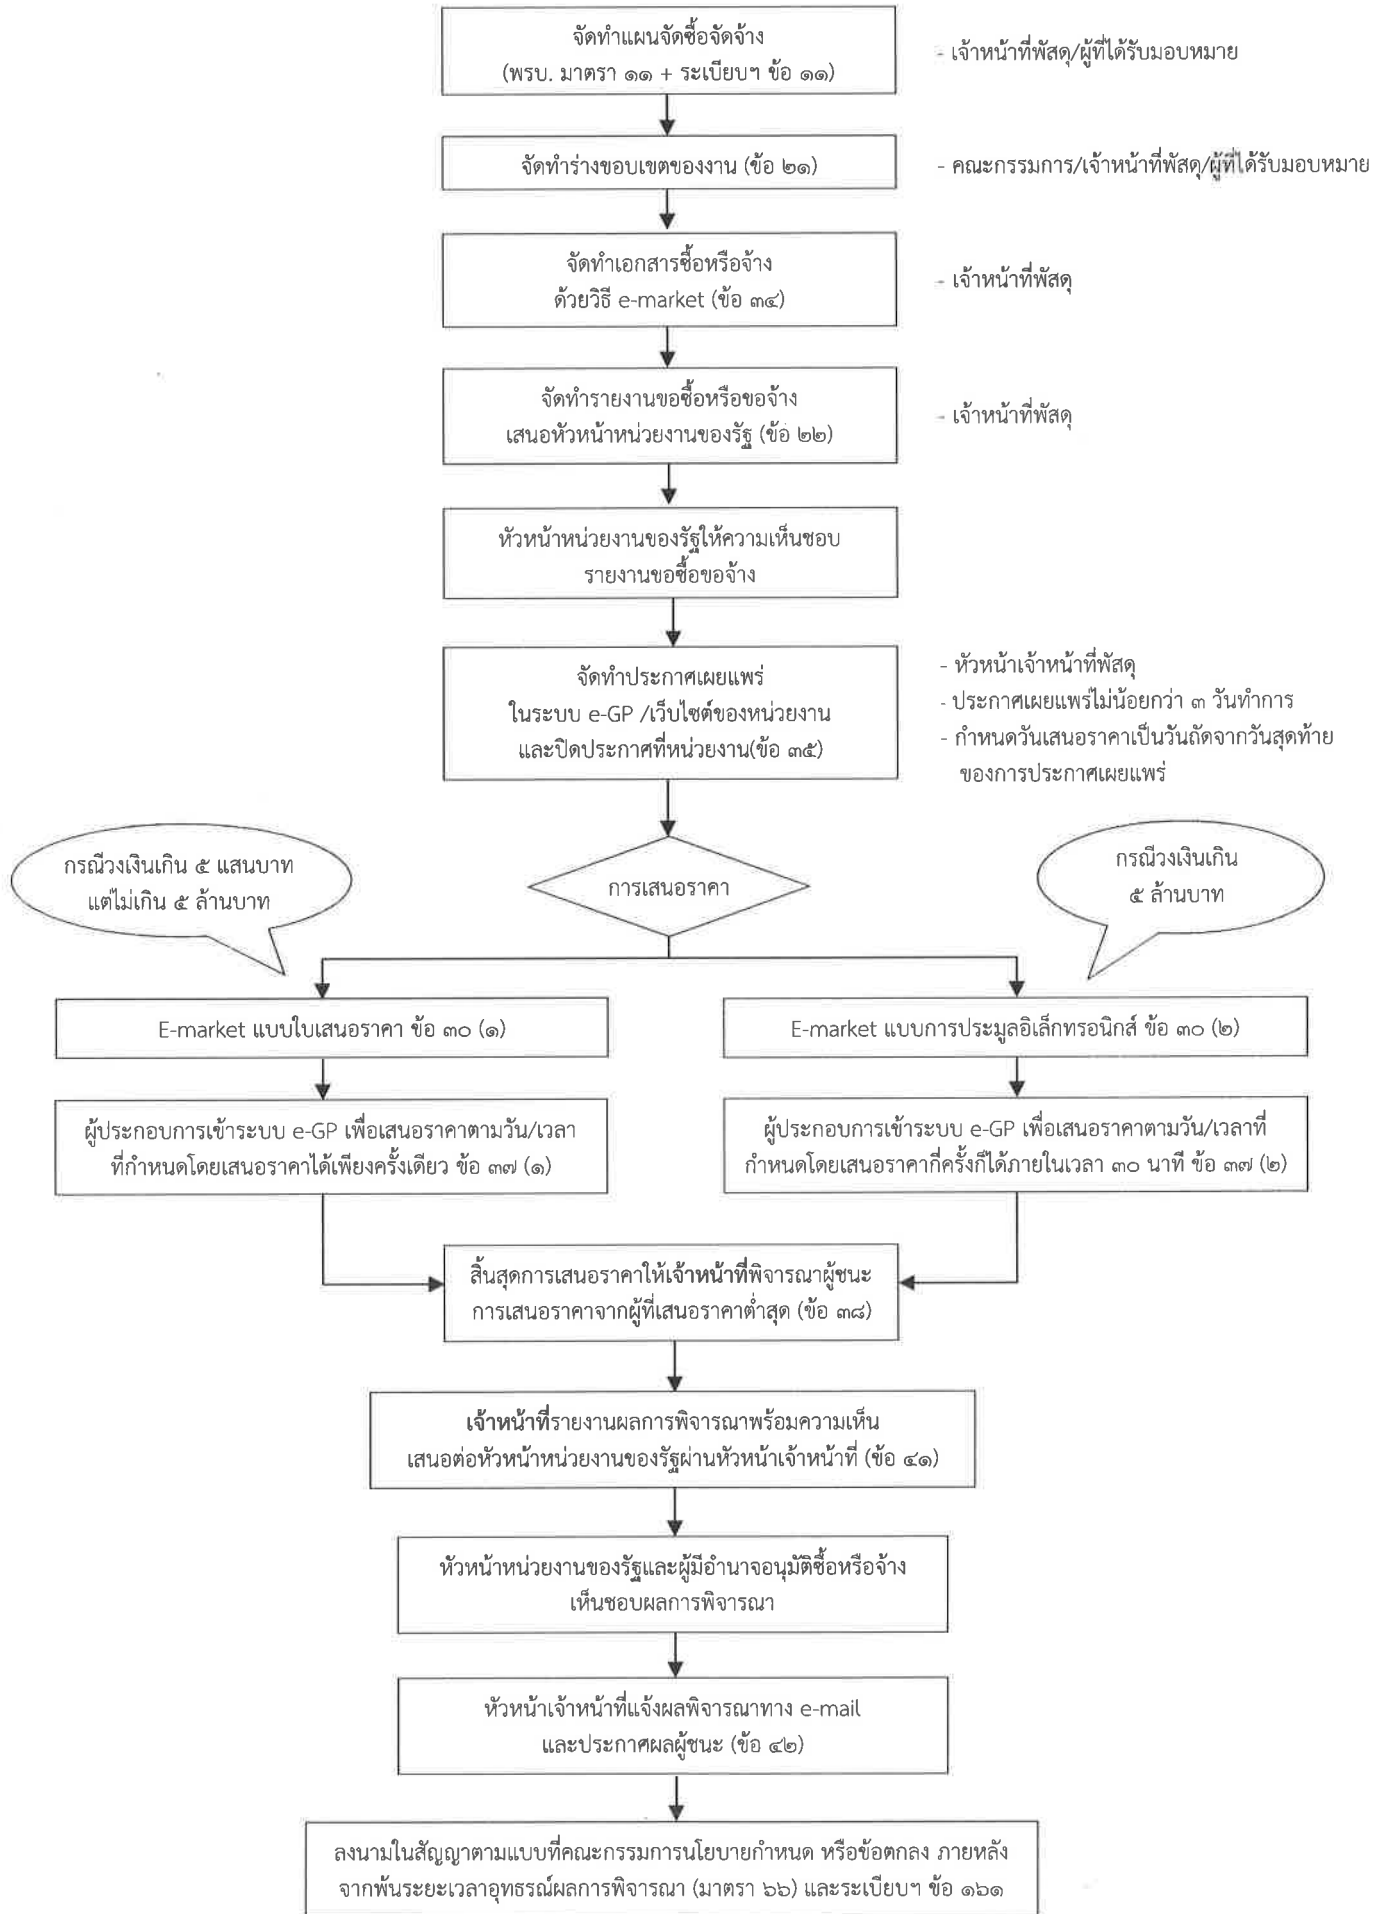 จัดทำแผนจัดซื้อจัดจ้าง
(พรบ. มาตรา ๑๑ + ระเบียบฯ ข้อ ๑๑)
- เจ้าหน้าที่พัสดุ/ผู้ที่ได้รับมอบหมาย
จัดทำร่างขอบเขตของงาน (ข้อ ๒๑)
- คณะกรรมการ/เจ้าหน้าที่พัสดุ/ผู้ที่ได้รับมอบหมาย
จัดทำเอกสารซื้อหรือจ้าง
ด้วยวิธี e-market (ข้อ ๓๔)
- เจ้าหน้าที่พัสดุ
จัดทำรายงานขอซื้อหรือขอจ้าง
เสนอหัวหน้าหน่วยงานของรัฐ (ข้อ ๒๒)
- เจ้าหน้าที่พัสดุ
หัวหน้าหน่วยงานของรัฐให้ความเห็นชอบ
รายงานขอซื้อขอจ้าง
จัดทำประกาศเผยแพร่
ในระบบ e-GP /เว็บไซต์ของหน่วยงาน
และปิดประกาศที่หน่วยงาน(ข้อ ๓๕)
- หัวหน้าเจ้าหน้าที่พัสดุ
- ประกาศเผยแพร่ไม่น้อยกว่า ๓ วันทำการ
- กำหนดวันเสนอราคาเป็นวันถัดจากวันสุดท้าย
ของการประกาศเผยแพร่
กรณีวงเงินเกิน ๕ แสนบาท
แต่ไม่เกิน ๕ ล้านบาท
การเสนอราคา
กรณีวงเงินเกิน
๕ ล้านบาท
E-market แบบใบเสนอราคา ข้อ ๓๐ (๑)
E-market แบบการประมูลอิเล็กทรอนิกส์ ข้อ ๓๐ (๒)
ผู้ประกอบการเข้าระบบ e-GP เพื่อเสนอราคาตามวัน/เวลา
ที่กำหนดโดยเสนอราคาได้เพียงครั้งเดียว ข้อ ๓๗ (๑)
ผู้ประกอบการเข้าระบบ e-GP เพื่อเสนอราคาตามวัน/เวลาที่
กำหนดโดยเสนอราคากี่ครั้งก็ได้ภายในเวลา ๓๐ นาที ข้อ ๓๗ (๒)
สิ้นสุดการเสนอราคาให้เจ้าหน้าที่พิจารณาผู้ชนะ
การเสนอราคาจากผู้ที่เสนอราคาต่ำสุด (ข้อ ๓๘)
เจ้าหน้าที่รายงานผลการพิจารณาพร้อมความเห็น
เสนอต่อหัวหน้าหน่วยงานของรัฐผ่านหัวหน้าเจ้าหน้าที่ (ข้อ ๔๑)
หัวหน้าหน่วยงานของรัฐและผู้มีอำนาจอนุมัติซื้อหรือจ้าง
เห็นชอบผลการพิจารณา
หัวหน้าเจ้าหน้าที่แจ้งผลพิจารณาทาง e-mail
และประกาศผลผู้ชนะ (ข้อ ๔๒)
ลงนามในสัญญาตามแบบที่คณะกรรมการนโยบายกำหนด หรือข้อตกลง ภายหลัง
จากพ้นระยะเวลาอุทธรณ์ผลการพิจารณา (มาตรา ๖๖) และระเบียบฯ ข้อ ๑๖๑